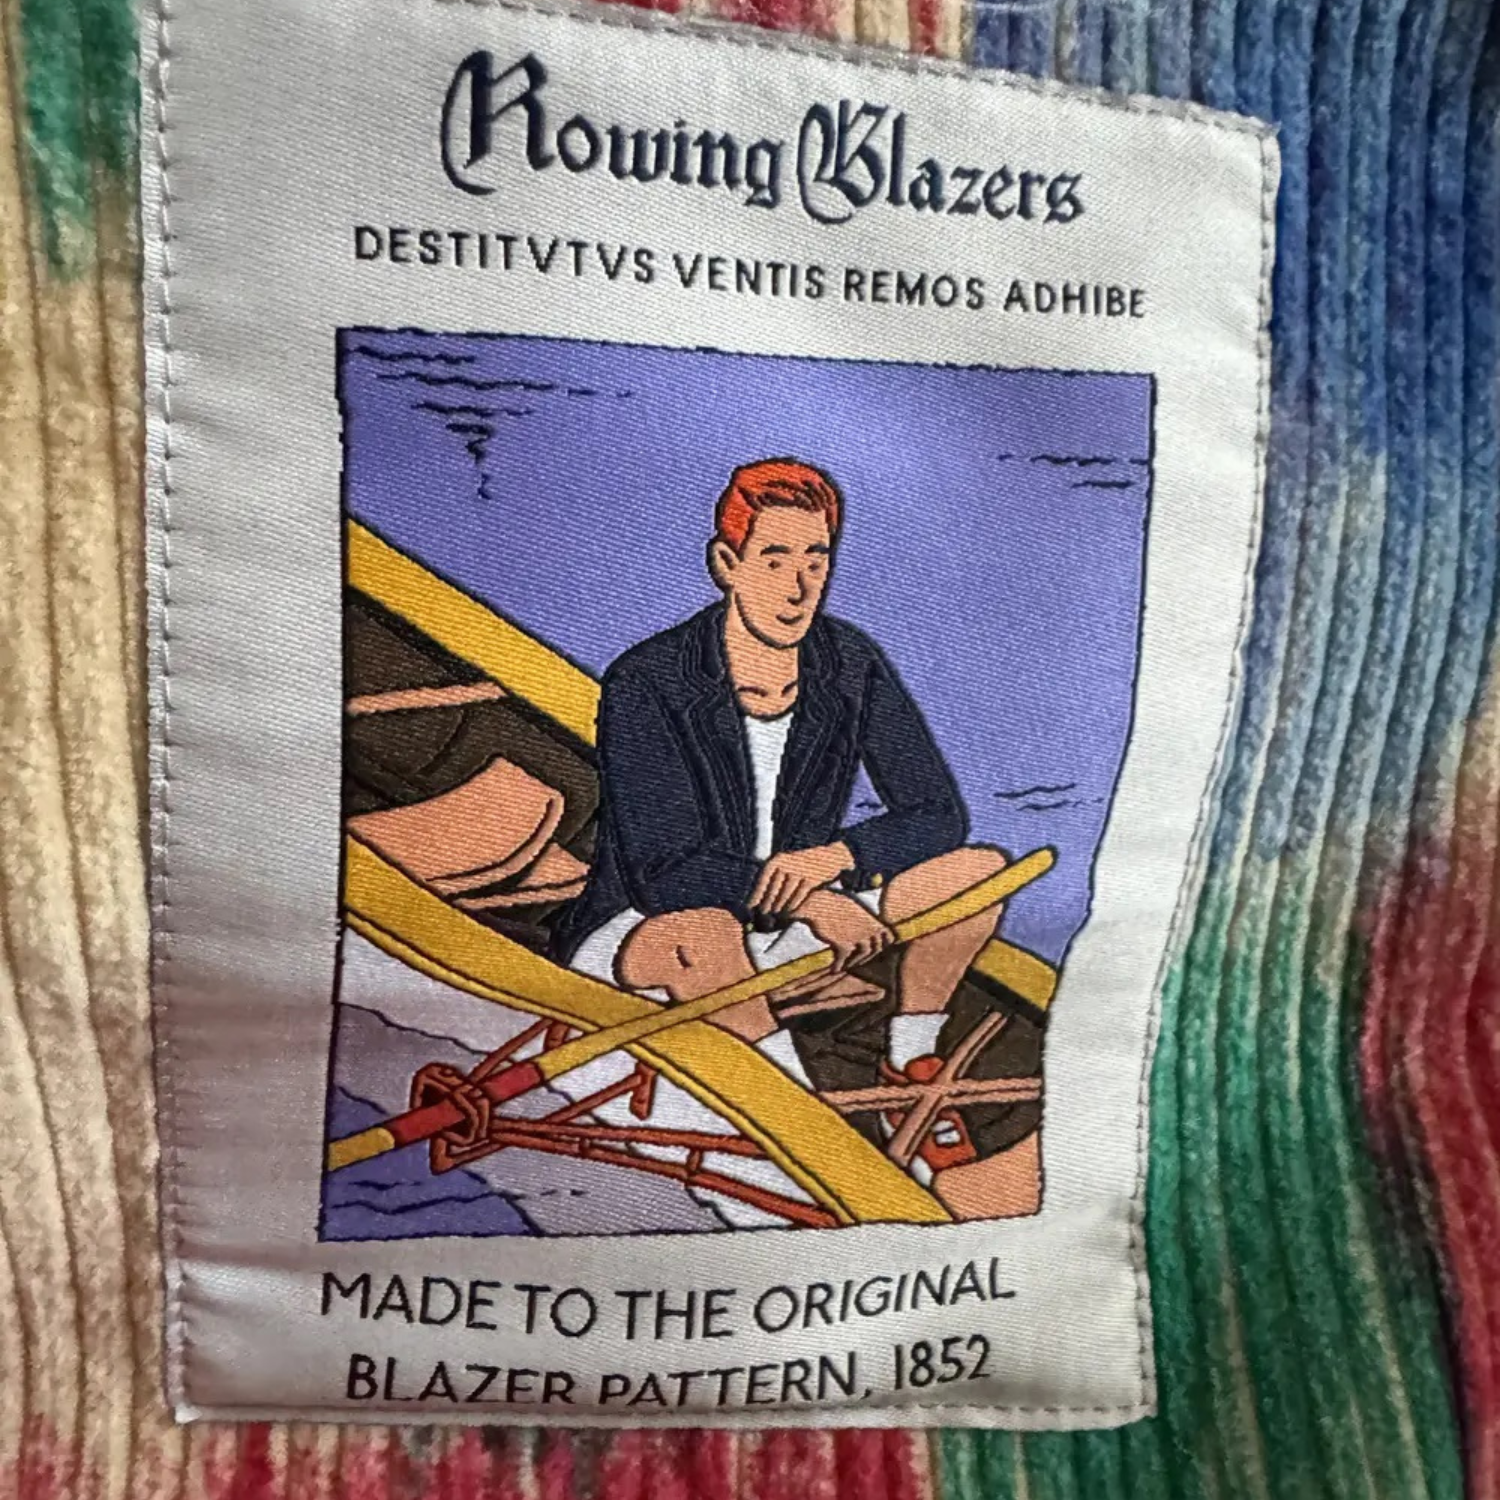 Rowing Blazers
DESTITVTVS VENTIS REMOS ADHIBE
MADE TO THE ORIGINAL
BLAZER PATTERN, 1852